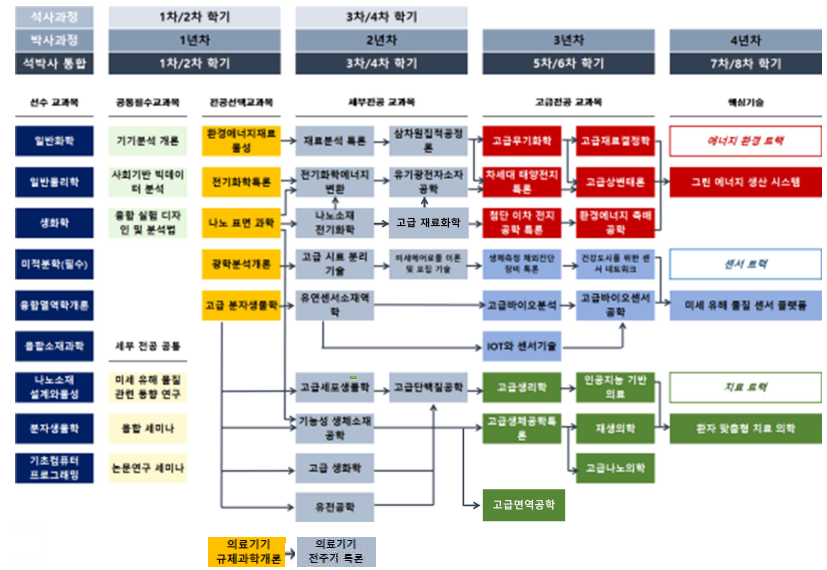 석사과정 1차/2차 학기 3차/4차 학기
박사과정 1년차 2년차 3년차 4년차
석박사 통합 1차/2차 학기 3차/4차 학기 5차/6차 학기 7차/8차 학기
선수 교과목 공통필수교과목 전공선택교과목 세부전공 교과목 고급전공 교과목 핵심기술
일반화학
기기분석 개론
환경에너지재료
물성
재료분석 특론
삼차원집적공정
론
고급무기화학
고급재료결정학
에너지 환경 트랙
일반물리학
사회기반 빅데이
터 분석
전기화학특론
전기화학에너지
변환
유기광전자소자
공학
차세대 태양전지
특론
고급상변태론
그린 에너지 생산 시스템
생화학
융합 실험 디자
인 및 분석법
나노 표면 과학
나노소재
전기화학
고급 재료화학
첨단 이차 전지
공학 특론
환경에너지 촉매
공학
미적분학(필수)
광학분석개론
고급 시료 분리
기술
미세에어로졸 이론
및 포집 기술
생체측정 체외진단
장비 특론
건강도시를 위한 센
서 네트워크
센서 트랙
융합열역학개론
고급 분자생물학
유연센서소재역
학
고급바이오분석
고급바이오센서
공학
미세 유해 물질 센서 플랫폼
융합소재과학
세부 전공 공통
IOT와 센서기술
나노소재
설계와물성
미세 유해 물질
관련 동향 연구
고급세포생물학
고급단백질공학
고급생리학
인공지능 기반
의료
치료 트랙
분자생물학
융합 세미나
기능성 생체소재
공학
고급생체공학특
론
재생의학
환자 맞춤형 치료 의학
기초컴퓨터
프로그래밍
논문연구 세미나
고급 생화학
고급나노의학
유전공학
고급면역공학
의료기기
규제과학개론
의료기기
전주기 특론